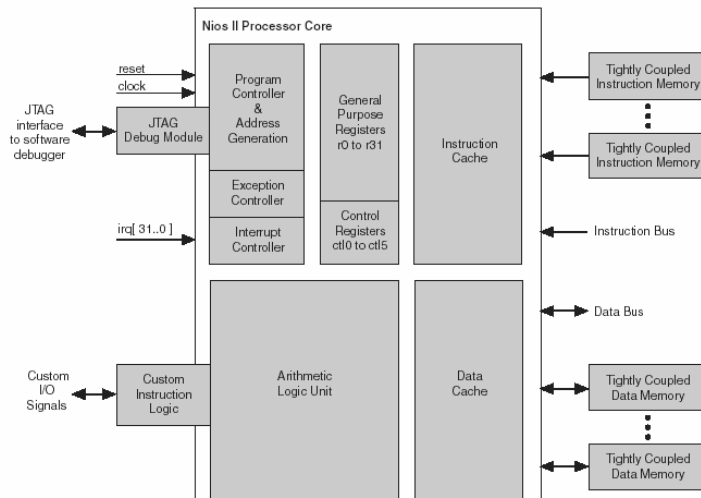 Nios II Processor Core
reset
clock
JTAG
interface
to software
debugger
JTAG
Debug Module
Program
Controller
&
Address
Generation
Exception
Controller
irq[ 31..0 ]
Interrupt
Controller
General
Purpose
Registers
r0 to r31
Control
Registers
ctl0 to ctl5
Instruction
Cache
Tightly Coupled
Instruction Memory
Tightly Coupled
Instruction Memory
Instruction Bus
Data Bus
Custom
I/O
Signals
Custom
Instruction
Logic
Arithmetic
Logic Unit
Data
Cache
Tightly Coupled
Data Memory
Tightly Coupled
Data Memory